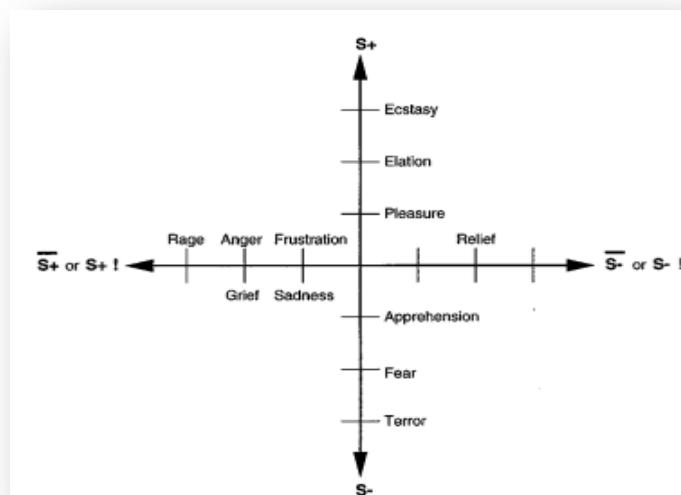 S+
Ecstasy
Elation
Pleasure
Rage Anger Frustration Relief
S̅+̅ or S+ ! S̅-̅ or S- !
Grief Sadness
Apprehension
Fear
Terror
S-